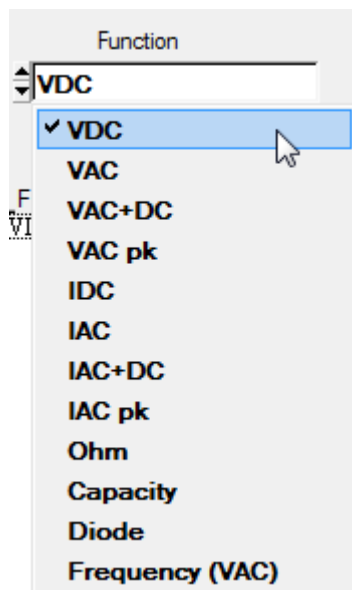 Function
VDC
✓ VDC
VAC
VAC+DC
F
VI
VAC pk
IDC
IAC
IAC+DC
IAC pk
Ohm
Capacity
Diode
Frequency (VAC)